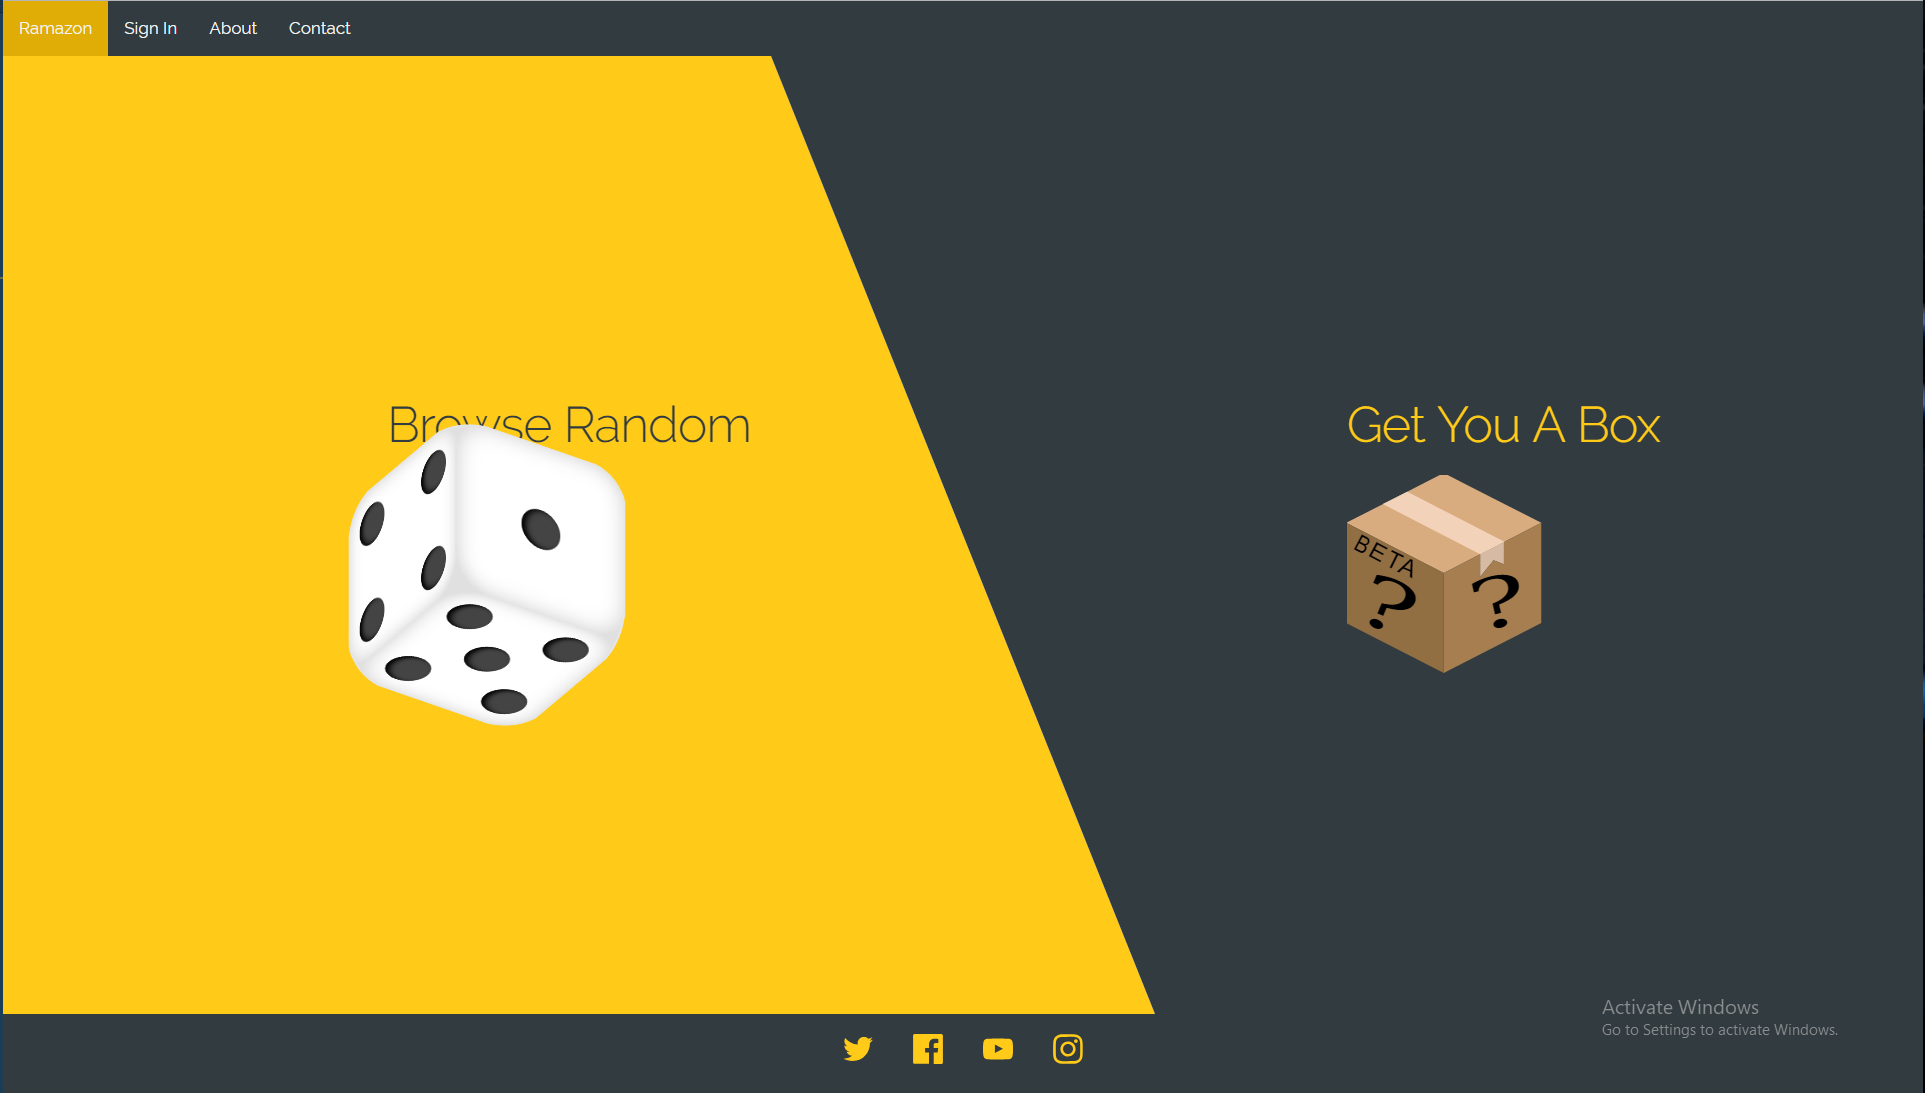 Ramazon
Sign In
About
Contact
Browse Random
Get You A Box
BETA
?
?
Activate Windows
Go to Settings to activate Windows.